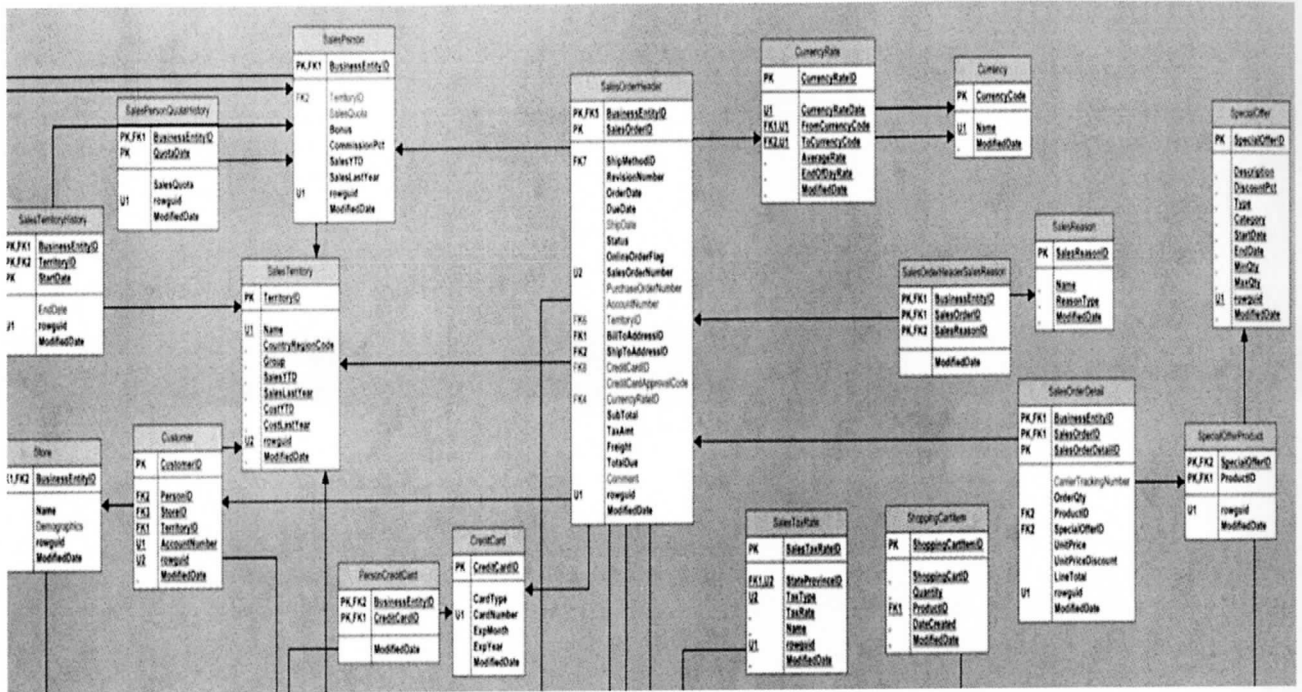 SalesPerson
PK,FK1 BusinessEntityID
FK2 TerritoryID
SalesQuota
Bonus
CommissionPct
SalesYTD
SalesLastYear
U1 rowguid
ModifiedDate
SalesPersonQuotaHistory
PK,FK1 BusinessEntityID
PK QuotaDate
SalesQuota
U1 rowguid
ModifiedDate
SalesTerritoryHistory
PK,FK1 BusinessEntityID
PK,FK2 TerritoryID
PK StartDate
EndDate
U1 rowguid
ModifiedDate
SalesTerritory
PK TerritoryID
U1 Name
CountryRegionCode
Group
SalesYTD
SalesLastYear
CostYTD
CostLastYear
U2 rowguid
ModifiedDate
Store
K1,FK2 BusinessEntityID
Name
Demographics
rowguid
ModifiedDate
Customer
PK CustomerID
FK2 PersonID
FK3 StoreID
FK1 TerritoryID
U1 AccountNumber
U2 rowguid
ModifiedDate
PersonCreditCard
PK,FK2 BusinessEntityID
PK,FK1 CreditCardID
ModifiedDate
CreditCard
PK CreditCardID
CardType
U1 CardNumber
ExpMonth
ExpYear
ModifiedDate
SalesOrderHeader
PK,FK5 BusinessEntityID
PK SalesOrderID
FK7 ShipMethodID
RevisionNumber
OrderDate
DueDate
ShipDate
Status
OnlineOrderFlag
U2 SalesOrderNumber
PurchaseOrderNumber
AccountNumber
FK6 TerritoryID
FK1 BillToAddressID
FK2 ShipToAddressID
FK8 CreditCardID
CreditCardApprovalCode
FK4 CurrencyRateID
SubTotal
TaxAmt
Freight
TotalDue
Comment
U1 rowguid
ModifiedDate
CurrencyRate
PK CurrencyRateID
U1 CurrencyRateDate
FK1,U1 FromCurrencyCode
FK2,U1 ToCurrencyCode
AverageRate
EndOfDayRate
ModifiedDate
Currency
PK CurrencyCode
U1 Name
ModifiedDate
SpecialOffer
PK SpecialOfferID
Description
DiscountPct
Type
Category
StartDate
EndDate
MinQty
MaxQty
U1 rowguid
ModifiedDate
SalesReason
PK SalesReasonID
Name
ReasonType
ModifiedDate
SalesOrderHeaderSalesReason
PK,FK1 BusinessEntityID
PK,FK1 SalesOrderID
PK,FK2 SalesReasonID
ModifiedDate
SalesOrderDetail
PK,FK1 BusinessEntityID
PK,FK1 SalesOrderID
PK SalesOrderDetailID
CarrierTrackingNumber
OrderQty
FK2 ProductID
FK2 SpecialOfferID
UnitPrice
UnitPriceDiscount
LineTotal
U1 rowguid
ModifiedDate
SpecialOfferProduct
PK,FK2 SpecialOfferID
PK,FK1 ProductID
U1 rowguid
ModifiedDate
SalesTaxRate
PK SalesTaxRateID
FK1,U2 StateProvinceID
U2 TaxType
TaxRate
Name
U1 rowguid
ModifiedDate
ShoppingCartItem
PK ShoppingCartItemID
ShoppingCartID
Quantity
FK1 ProductID
DateCreated
ModifiedDate